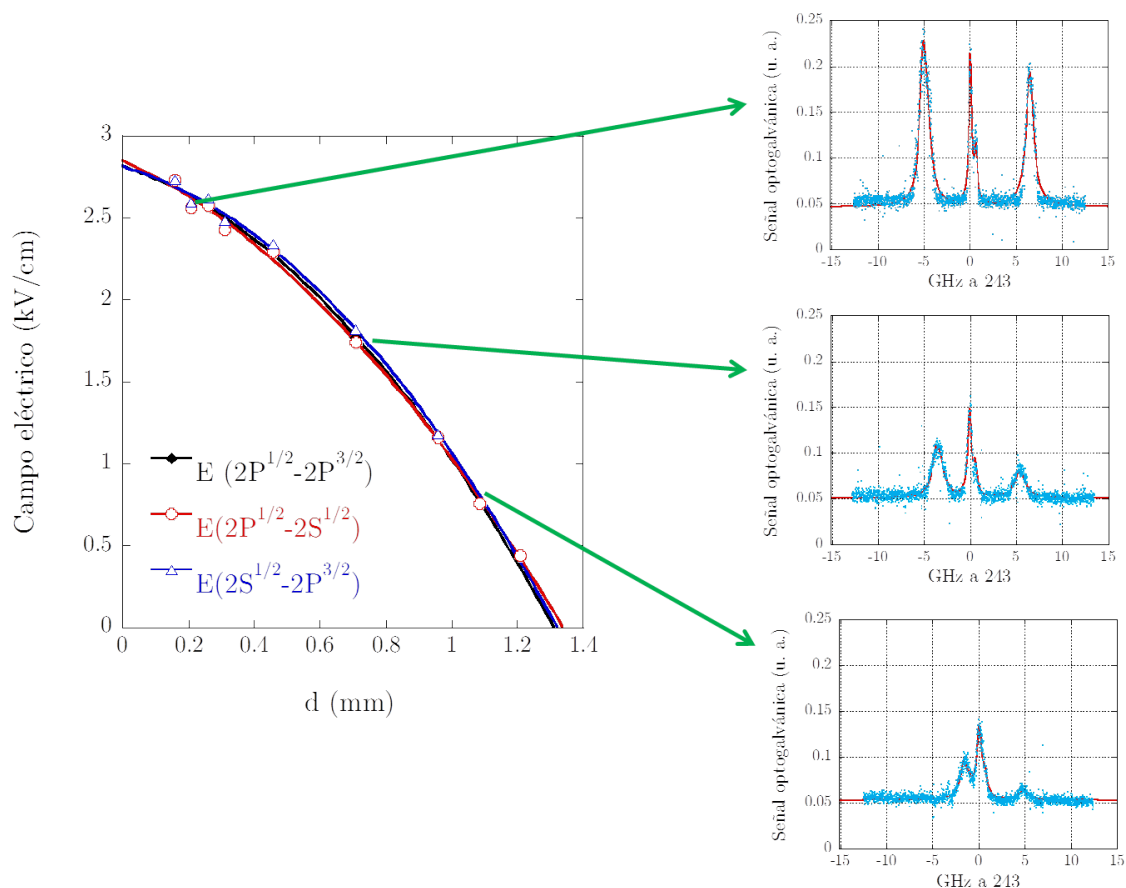 Campo eléctrico (kV/cm)
3
2.5
2
1.5
1
0.5
0
0 0.2 0.4 0.6 0.8 1 1.2 1.4
d (mm)
E (2P^1/2-2P^3/2)
E(2P^1/2-2S^1/2)
E(2S^1/2-2P^3/2)
Señal optogalvánica (u. a.)
0.25
0.2
0.15
0.1
0.05
0
-15 -10 -5 0 5 10 15
GHz a 243
Señal optogalvánica (u. a.)
0.25
0.2
0.15
0.1
0.05
0
-15 -10 -5 0 5 10 15
GHz a 243
Señal optogalvánica (u. a.)
0.25
0.2
0.15
0.1
0.05
0
-15 -10 -5 0 5 10 15
GHz a 243